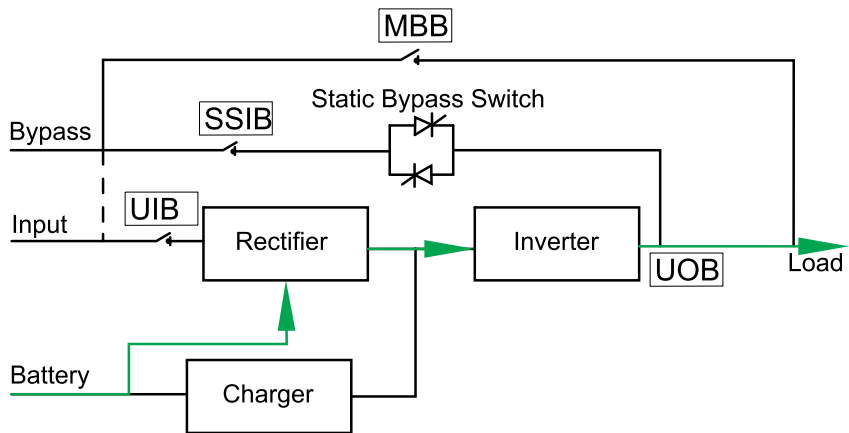 MBB
Static Bypass Switch
SSIB
Bypass
UIB
Input
Rectifier
Inverter
UOB
Load
Battery
Charger